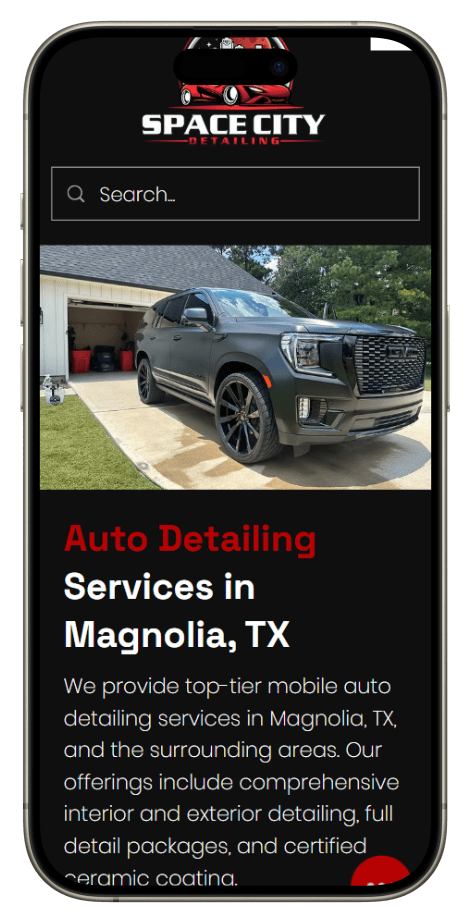 SPACE CITY
DETAILING
Search...
GMC
Auto Detailing
Services in
Magnolia, TX
We provide top-tier mobile auto
detailing services in Magnolia, TX,
and the surrounding areas. Our
offerings include comprehensive
interior and exterior detailing, full
detail packages, and certified
ceramic coating.